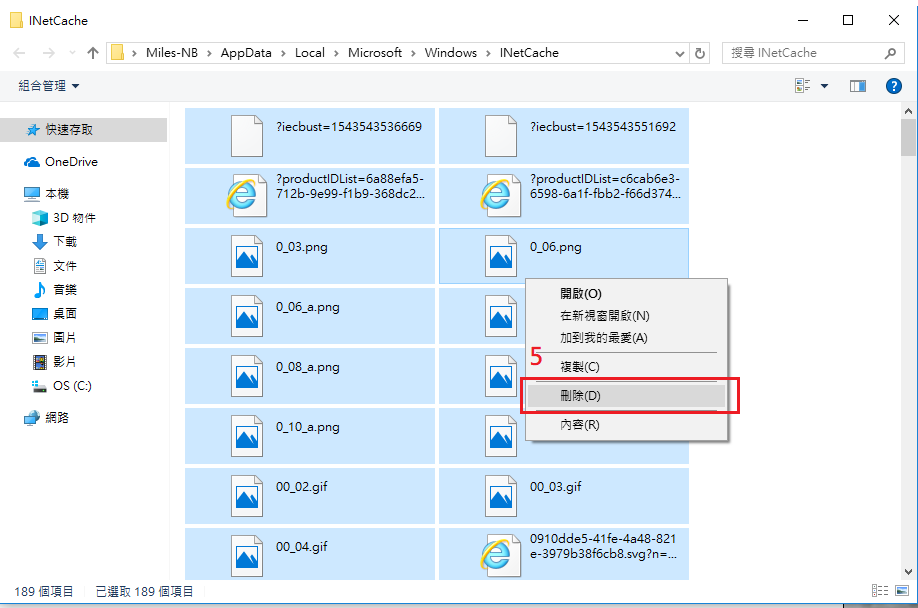 INetCache
Miles-NB
AppData
Local
Microsoft
Windows
INetCache
搜尋 INetCache
組合管理
?
快速存取
OneDrive
本機
3D 物件
下載
文件
音樂
桌面
圖片
影片
OS (C:)
網路
?iecbust=1543543536669
?iecbust=1543543551692
?productIDList=6a88efa5-
712b-9e99-f1b9-368dc2...
?productIDList=c6cab6e3-
6598-6a1f-fbb2-f66d374...
0_03.png
0_06.png
0_06_a.png
0_08_a.png
0_10_a.png
00_02.gif
00_03.gif
00_04.gif
0910dde5-41fe-4a48-821
e-3979b38f6cb8.svg?n=...
開啟(O)
在新視窗開啟(N)
加到我的最愛(A)
5
複製(C)
刪除(D)
內容(R)
189 個項目
已選取 189 個項目